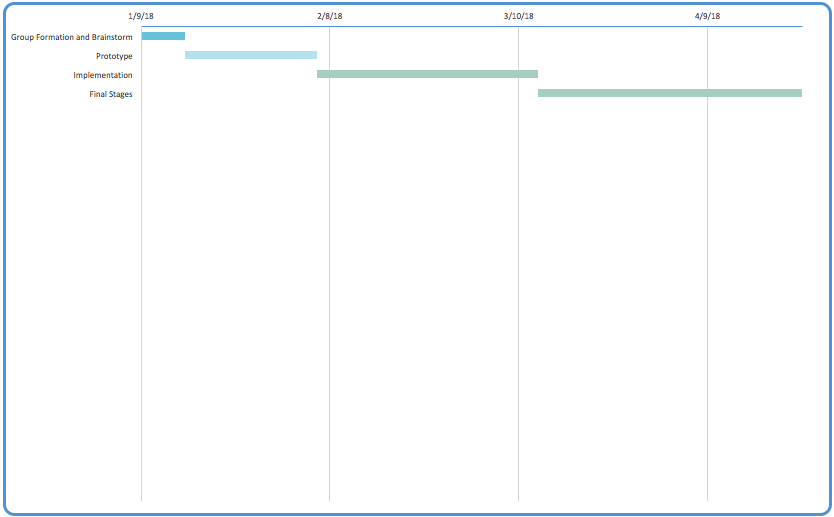 1/9/18 2/8/18 3/10/18 4/9/18
Group Formation and Brainstorm
Prototype
Implementation
Final Stages